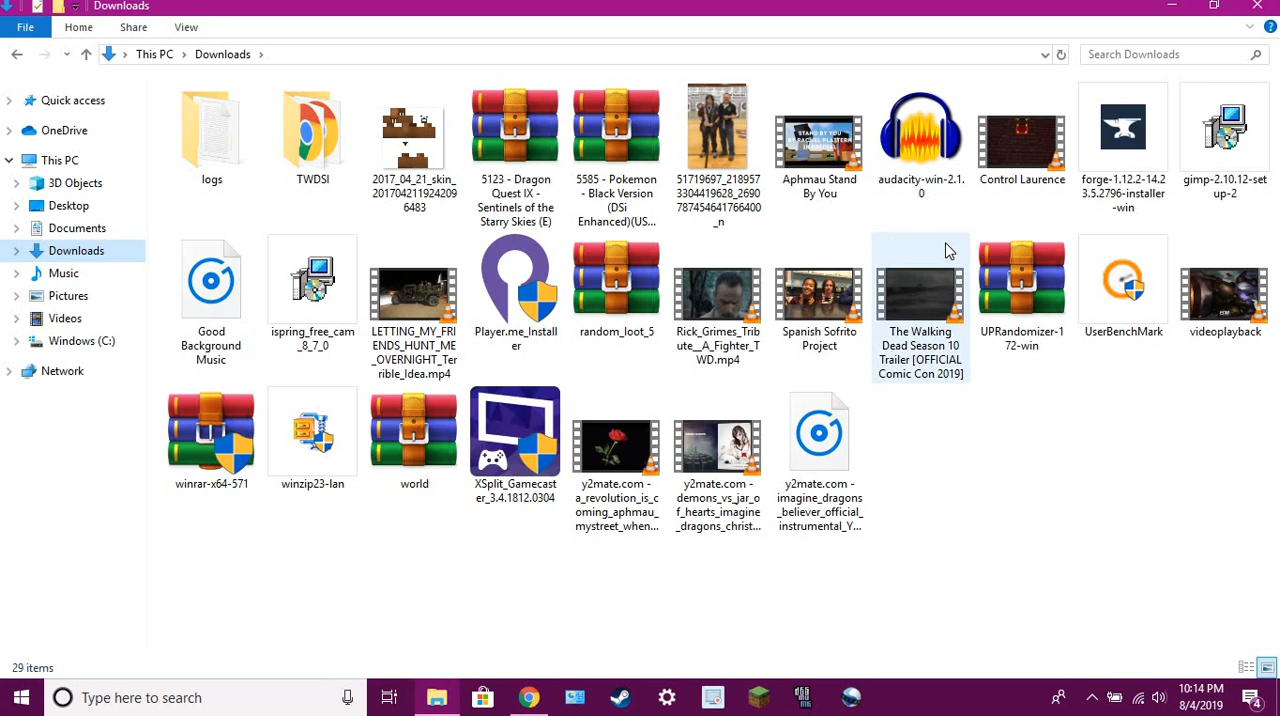 Downloads
File Home Share View
This PC Downloads
Search Downloads
Quick access
OneDrive
This PC
3D Objects
Desktop
Documents
Downloads
Music
Pictures
Videos
Windows (C:)
Network
logs
TWDSI
2017_04_21_skin_
201704211924209
6483
5123 - Dragon
Quest IX -
Sentinels of the
Starry Skies (E)
5585 - Pokemon
- Black Version
(DSi
Enhanced)(US...
51719697_218957
3304419628_2690
787454641766400
_n
Aphmau Stand
By You
STAND BY YOU
audacity-win-2.1.
0
Control Laurence
forge-1.12.2-14.2
3.5.2796-installer
-win
gimp-2.10.12-set
up-2
Good
Background
Music
ispring_free_cam
_8_7_0
LETTING_MY_FRI
ENDS_HUNT_ME
_OVERNIGHT_Ter
rible_Idea.mp4
Player.me_Install
er
random_loot_5
Rick_Grimes_Trib
ute__A_Fighter_T
WD.mp4
Spanish Sofrito
Project
The Walking
Dead Season 10
Trailer [OFFICIAL
Comic Con 2019]
UPRandomizer-1
72-win
UserBenchMark
videoplayback
winrar-x64-571
winzip23-lan
world
XSplit_Gamecast
er_3.4.1812.0304
y2mate.com -
a_revolution_is_c
oming_aphmau_
mystreet_when...
y2mate.com -
demons_vs_jar_o
f_hearts_imagine
_dragons_christ...
y2mate.com -
imagine_dragons
_believer_official_
instrumental_Y...
29 items
Type here to search
10:14 PM
8/4/2019
4